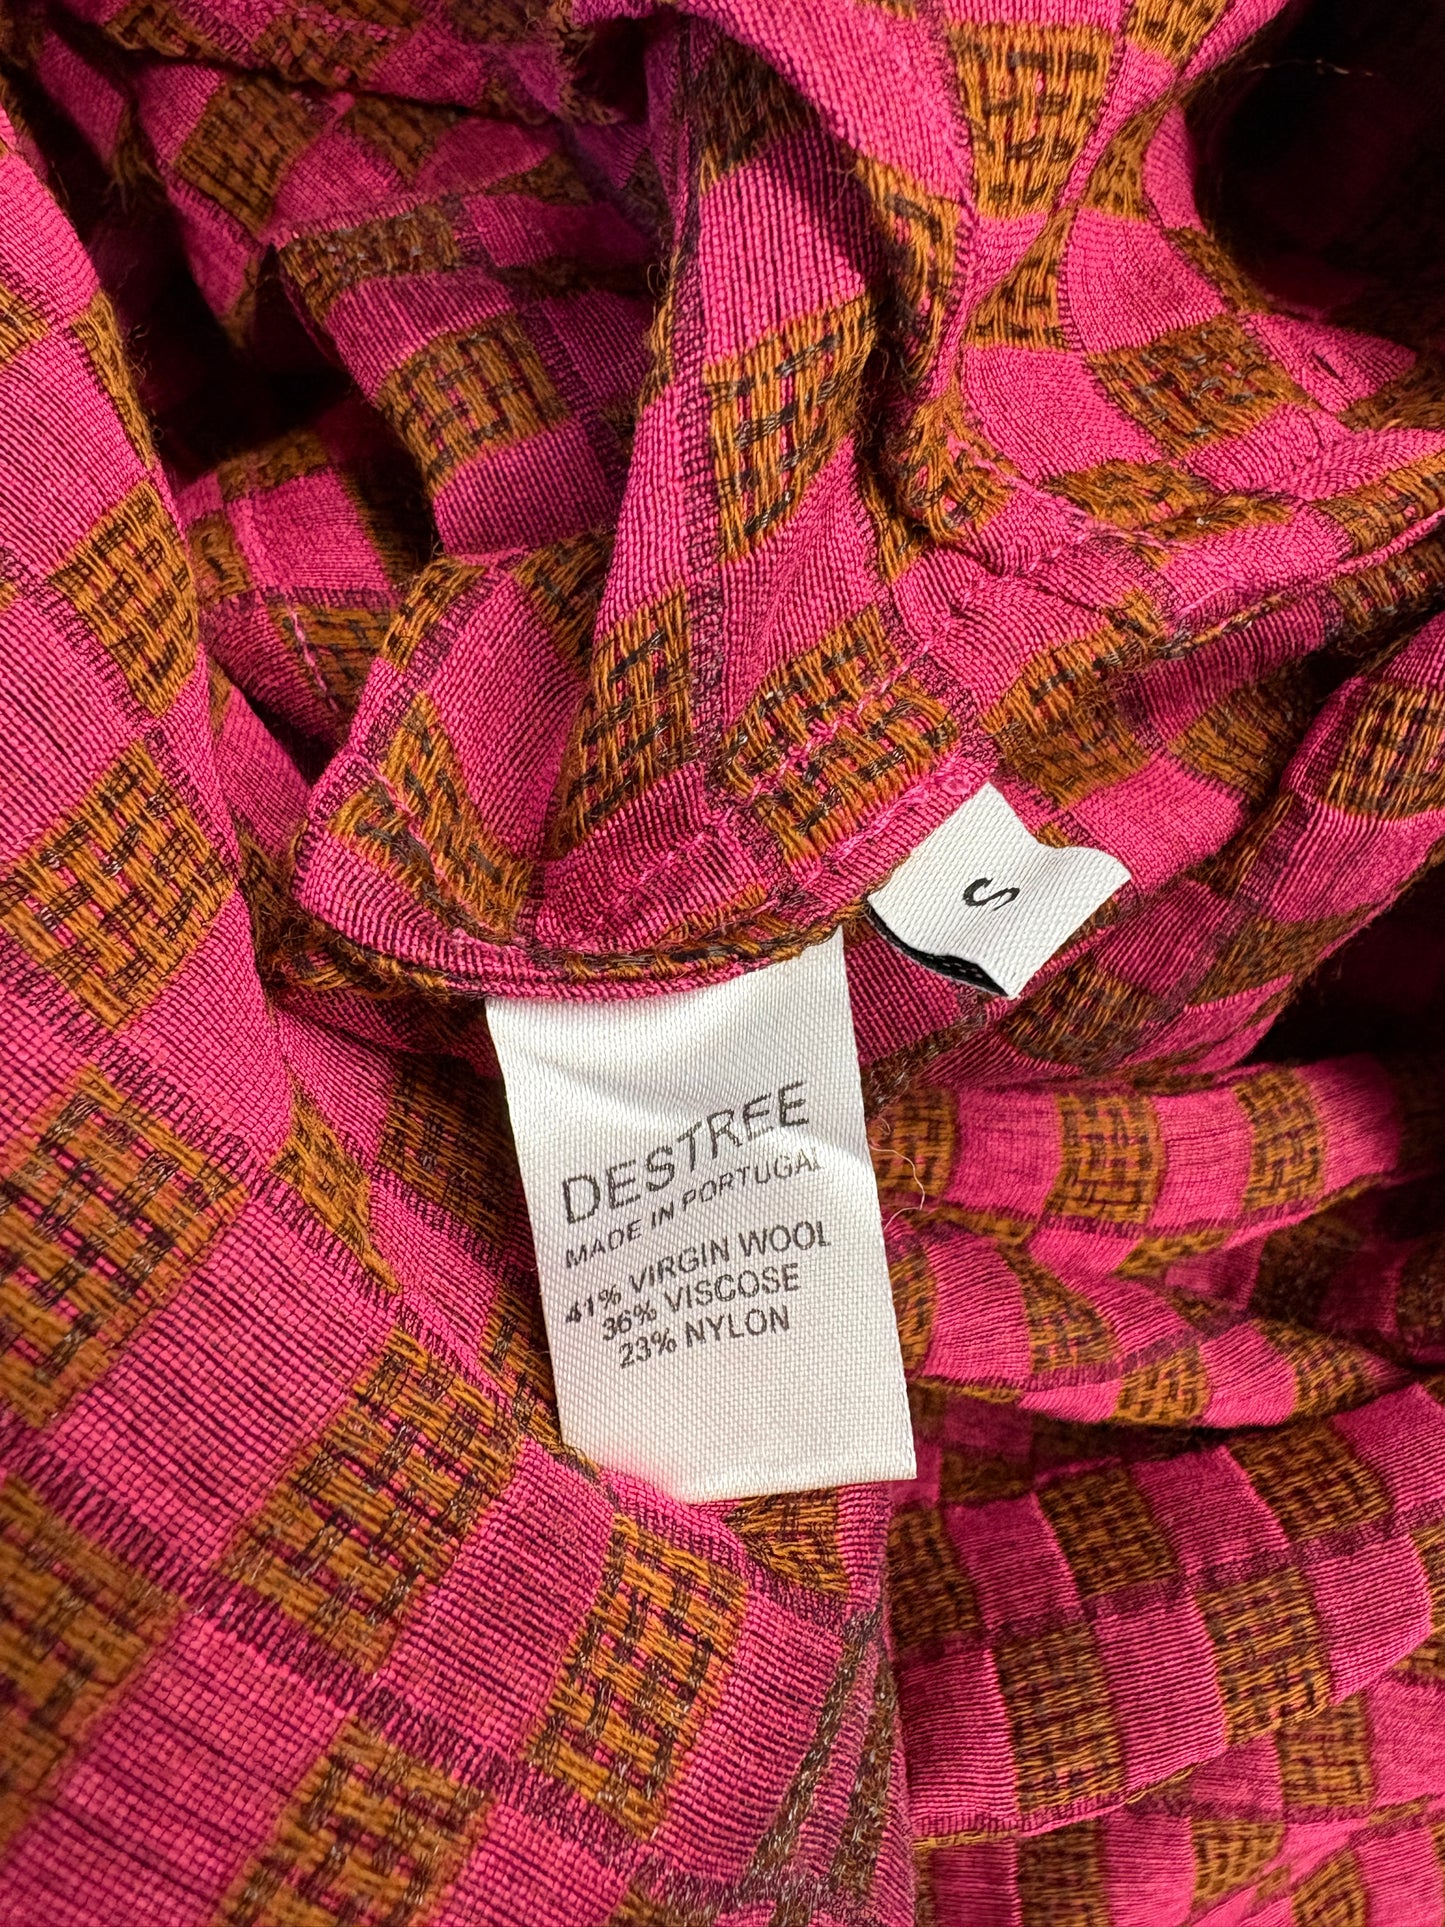 S
DESTREE
MADE IN PORTUGAL
41% VIRGIN WOOL
36% VISCOSE
23% NYLON